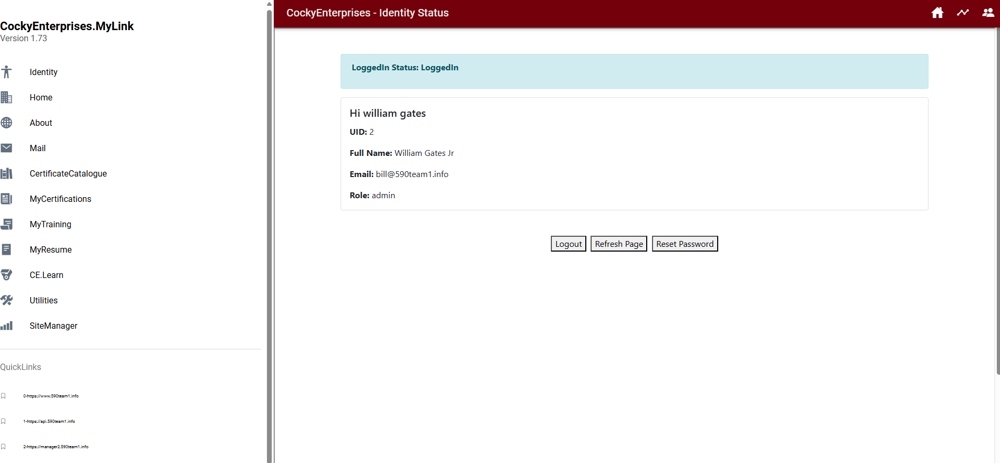 CockyEnterprises.MyLink
Version 1.73
Identity
Home
About
Mail
CertificateCatalogue
MyCertifications
MyTraining
MyResume
CE.Learn
Utilities
SiteManager
QuickLinks
0-https://www.590team1.info
1-https://api.590team1.info
2-https://manager2.590team1.info
CockyEnterprises - Identity Status
LoggedIn Status: LoggedIn
Hi william gates
UID: 2
Full Name: William Gates Jr
Email: bill@590team1.info
Role: admin
Logout Refresh Page Reset Password